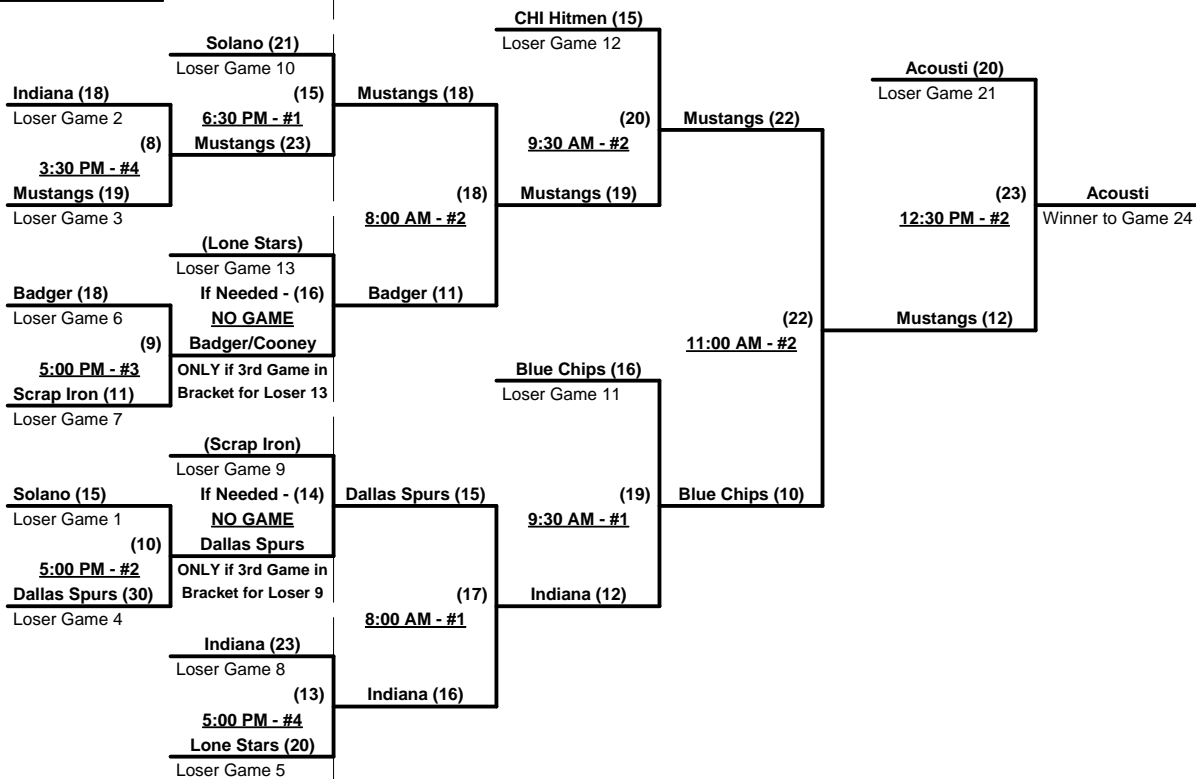 CHI Hitmen (15)
Loser Game 12
Solano (21)
Loser Game 10
Acousti (20)
Loser Game 21
Indiana (18)
Loser Game 2
(15)
6:30 PM - #1
Mustangs (18)
(20)
9:30 AM - #2
Mustangs (22)
(8)
3:30 PM - #4
Mustangs (23)
Mustangs (19)
Loser Game 3
(18)
8:00 AM - #2
Mustangs (19)
(23)
12:30 PM - #2
Acousti
Winner to Game 24
(Lone Stars)
Loser Game 13
Badger (18)
Loser Game 6
If Needed - (16)
NO GAME
Badger (11)
(22)
11:00 AM - #2
Mustangs (12)
(9)
5:00 PM - #3
Badger/Cooney
ONLY if 3rd Game in
Bracket for Loser 13
Scrap Iron (11)
Loser Game 7
Blue Chips (16)
Loser Game 11
(Scrap Iron)
Loser Game 9
Solano (15)
Loser Game 1
If Needed - (14)
NO GAME
Dallas Spurs (15)
(19)
9:30 AM - #1
Blue Chips (10)
(10)
5:00 PM - #2
Dallas Spurs
ONLY if 3rd Game in
Bracket for Loser 9
Dallas Spurs (30)
Loser Game 4
(17)
8:00 AM - #1
Indiana (12)
Indiana (23)
Loser Game 8
(13)
5:00 PM - #4
Indiana (16)
Lone Stars (20)
Loser Game 5